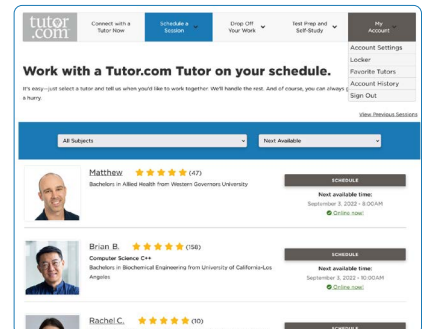 tutor
.com
Connect with a
Tutor Now
Schedule a
Session
Drop Off
Your Work
Test Prep and
Self-Study
My
Account
Account Settings
Locker
Favorite Tutors
Account History
Sign Out
Work with a Tutor.com Tutor on your schedule.
It's easy—just select a tutor and tell us when you'd like to work together. We'll handle the rest. And of course, you can always
a hurry.
View Previous Sessions
All Subjects
Next Available
Matthew (47)
Bachelors in Allied Health from Western Governors University
SCHEDULE
Next available time:
September 3, 2022 - 8:00AM
Online now!
Brian B. (158)
Computer Science C++
Bachelors in Biochemical Engineering from University of California-Los
Angeles
SCHEDULE
Next available time:
September 3, 2022 - 10:00AM
Online now!
Rachel C. (10)
SCHEDULE